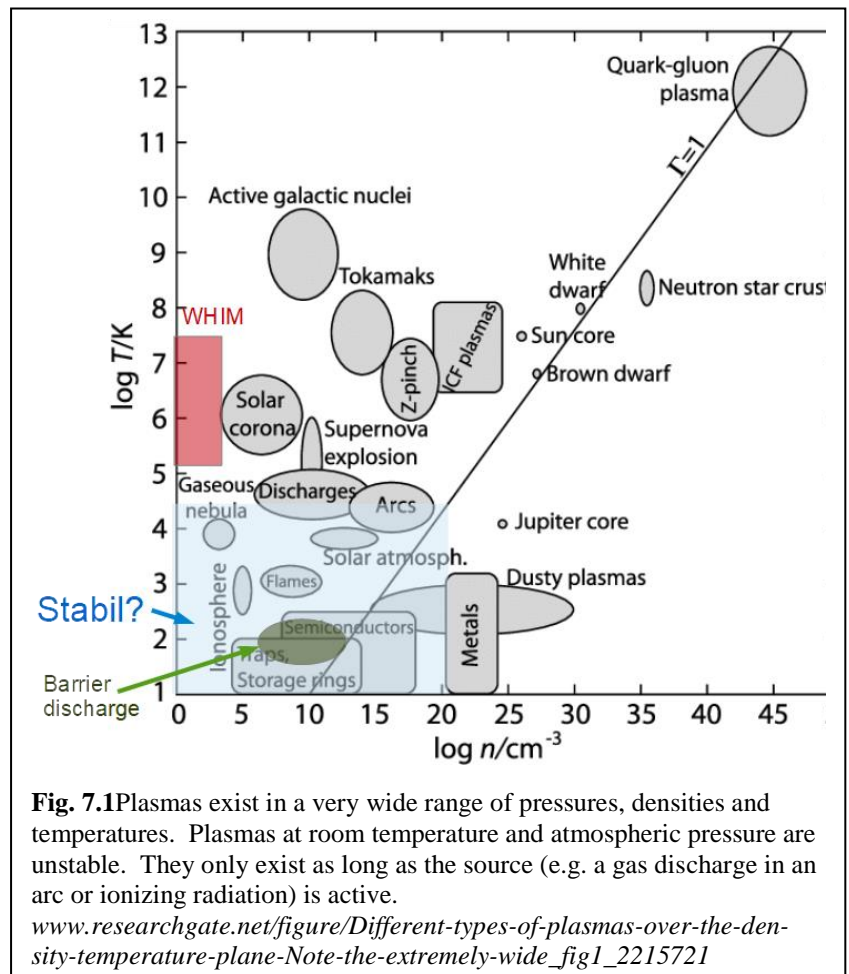 13
12
11
10
9
8
7
6
5
4
3
2
1
log T/K
Quark-gluon
plasma
Γ=1
Active galactic nuclei
Tokamaks
White
dwarf
Neutron star crust
WHIM
Sun core
ICF plasmas
Z-pinch
Brown dwarf
Solar
corona
Supernova
explosion
Gaseous
nebula
Discharges
Arcs
Jupiter core
Solar atmosph.
Dusty plasmas
Flames
Stabil?
Ionosphere
Semiconductors
Metals
Traps,
Storage rings
Barrier
discharge
0 5 10 15 20 25 30 35 40 45
log n/cm⁻³
Fig. 7.1Plasmas exist in a very wide range of pressures, densities and
temperatures. Plasmas at room temperature and atmospheric pressure are
unstable. They only exist as long as the source (e.g. a gas discharge in an
arc or ionizing radiation) is active.
www.researchgate.net/figure/Different-types-of-plasmas-over-the-den-
sity-temperature-plane-Note-the-extremely-wide_fig1_2215721